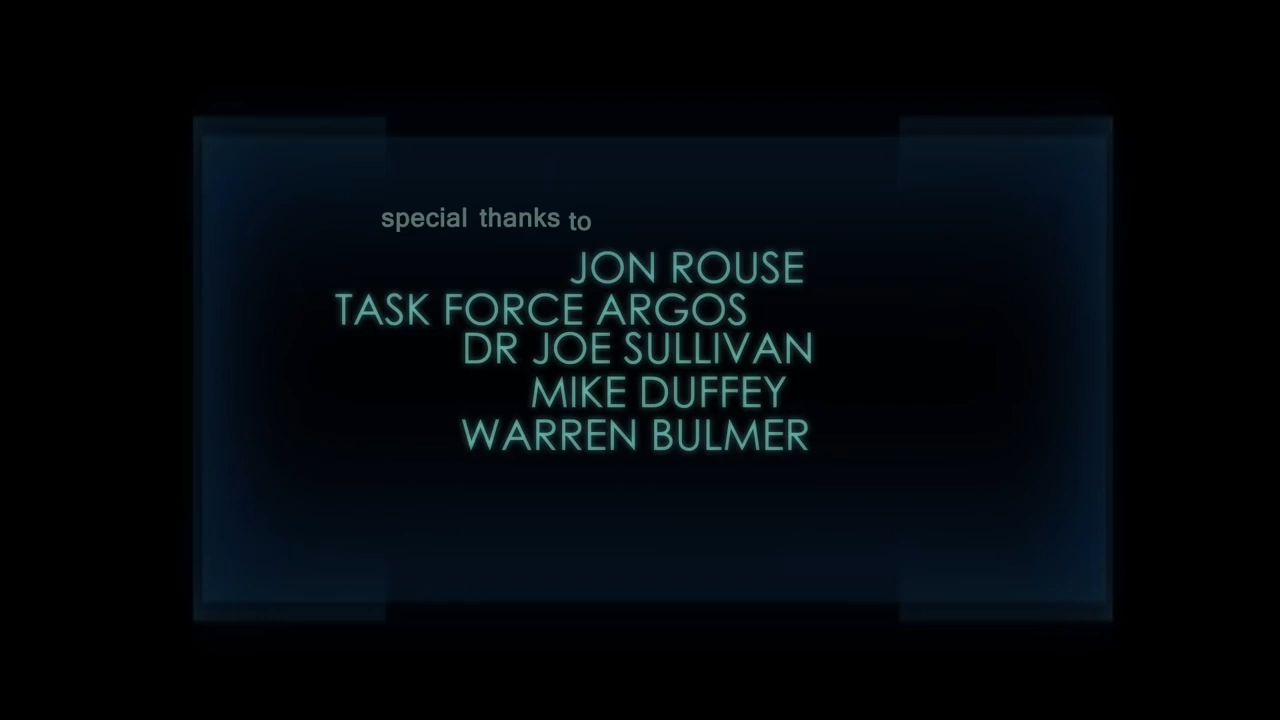 special thanks to
JON ROUSE
TASK FORCE ARGOS
DR JOE SULLIVAN
MIKE DUFFEY
WARREN BULMER